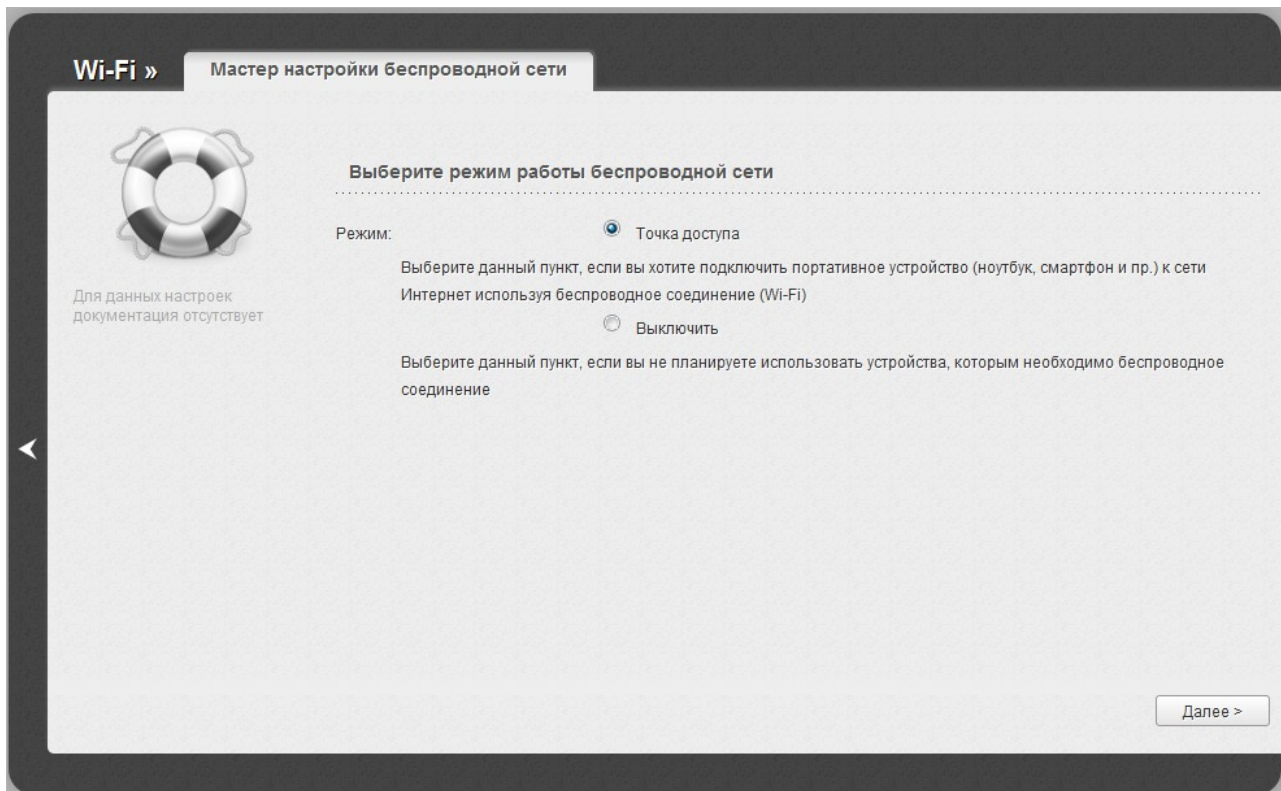 Wi-Fi »
Мастер настройки беспроводной сети
Для данных настроек
документация отсутствует
Выберите режим работы беспроводной сети
Режим:
Точка доступа
Выберите данный пункт, если вы хотите подключить портативное устройство (ноутбук, смартфон и пр.) к сети
Интернет используя беспроводное соединение (Wi-Fi)
Выключить
Выберите данный пункт, если вы не планируете использовать устройства, которым необходимо беспроводное
соединение
Далее >